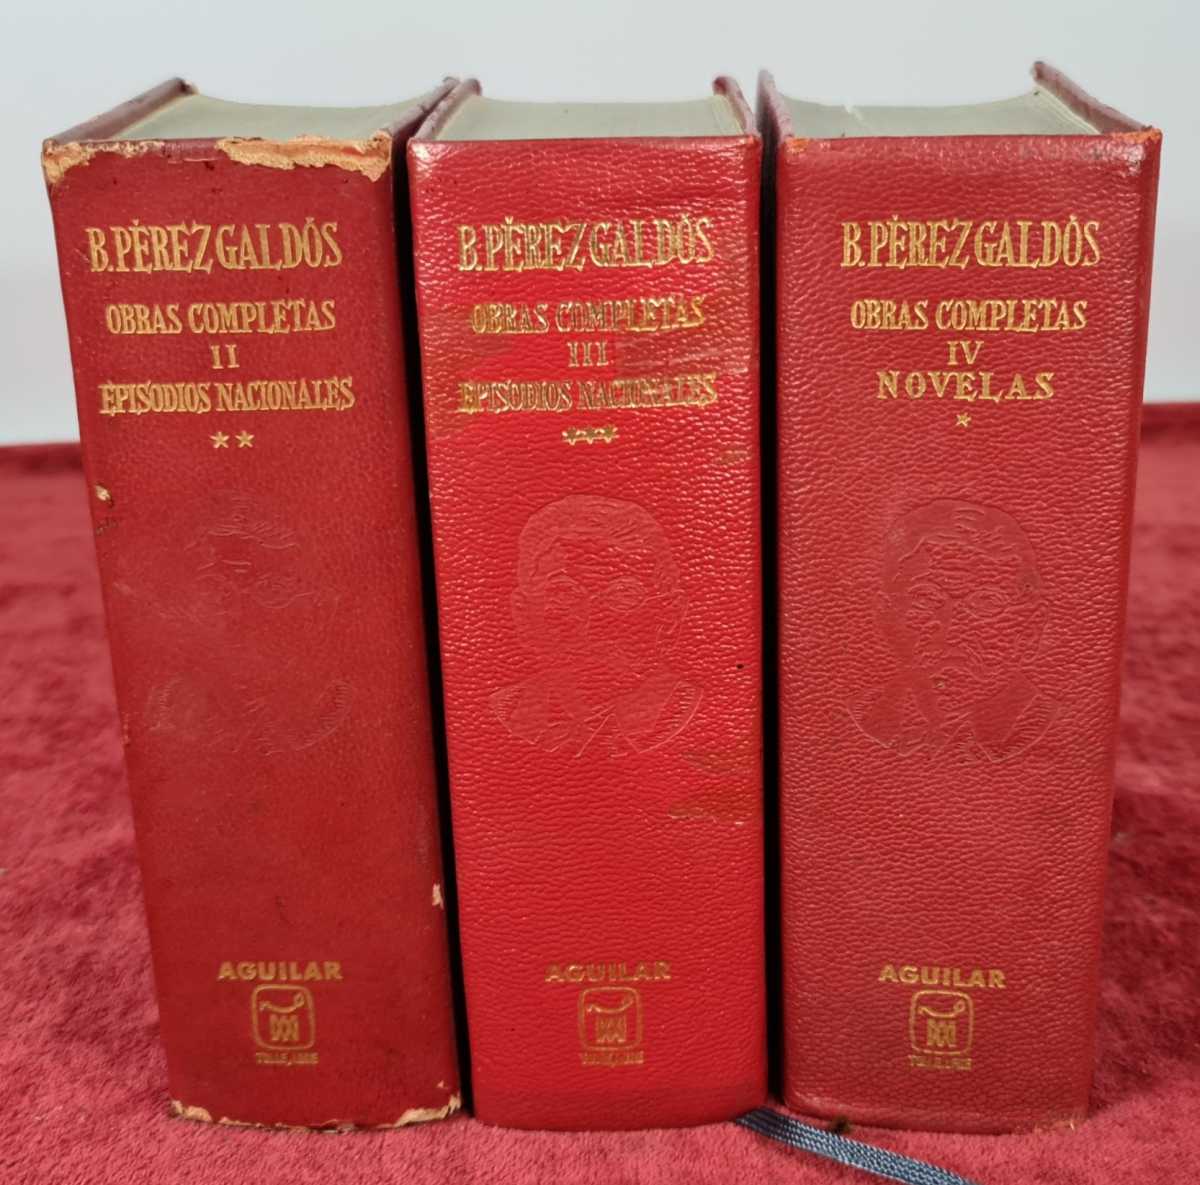 B. PÉREZ GALDÓS
OBRAS COMPLETAS
II
EPISODIOS NACIONALES
**
AGUILAR
B. PÉREZ GALDÓS
OBRAS COMPLETAS
III
EPISODIOS NACIONALES
***
AGUILAR
B. PÉREZ GALDÓS
OBRAS COMPLETAS
IV
NOVELAS
*
AGUILAR